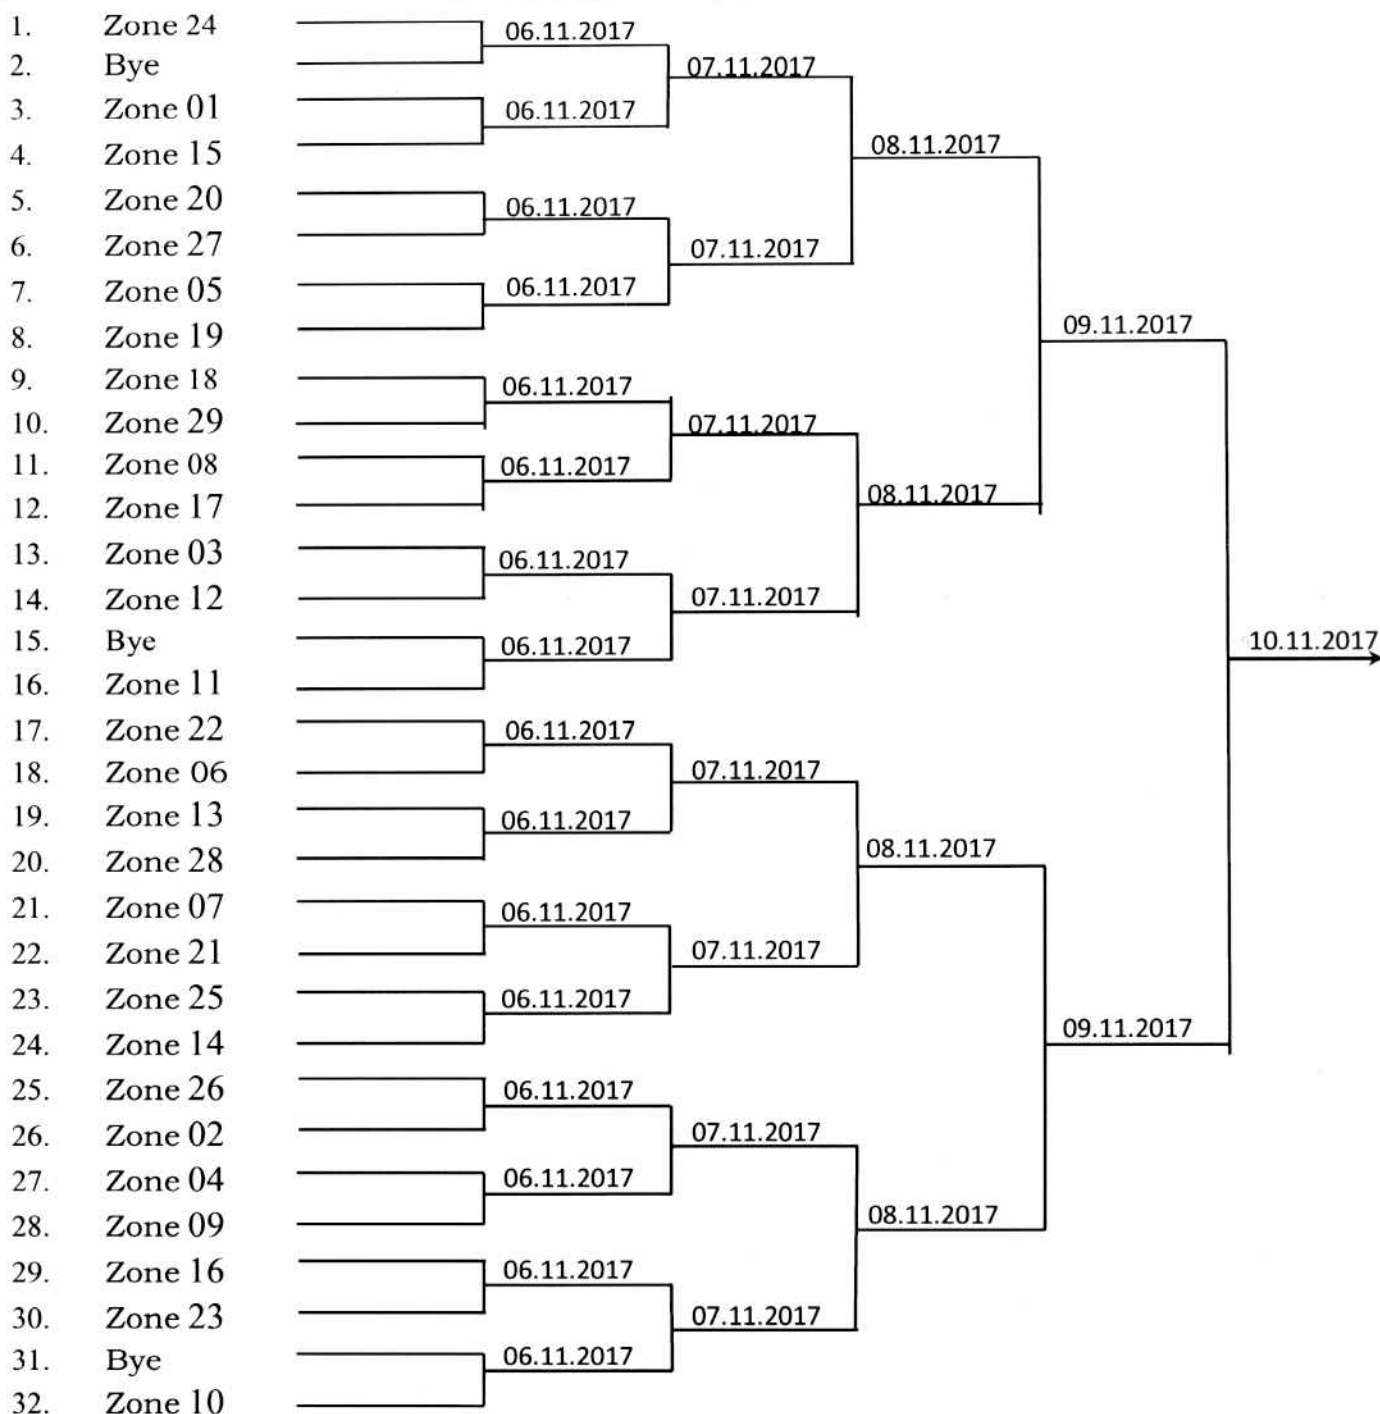 1. Zone 24
06.11.2017
2. Bye
07.11.2017
3. Zone 01
06.11.2017
4. Zone 15
08.11.2017
5. Zone 20
06.11.2017
6. Zone 27
07.11.2017
7. Zone 05
06.11.2017
8. Zone 19
09.11.2017
9. Zone 18
06.11.2017
10. Zone 29
07.11.2017
11. Zone 08
06.11.2017
12. Zone 17
08.11.2017
13. Zone 03
06.11.2017
14. Zone 12
07.11.2017
15. Bye
06.11.2017
10.11.2017
16. Zone 11
17. Zone 22
06.11.2017
18. Zone 06
07.11.2017
19. Zone 13
06.11.2017
20. Zone 28
08.11.2017
21. Zone 07
06.11.2017
22. Zone 21
07.11.2017
23. Zone 25
06.11.2017
24. Zone 14
09.11.2017
25. Zone 26
06.11.2017
26. Zone 02
07.11.2017
27. Zone 04
06.11.2017
28. Zone 09
08.11.2017
29. Zone 16
06.11.2017
30. Zone 23
07.11.2017
31. Bye
06.11.2017
32. Zone 10